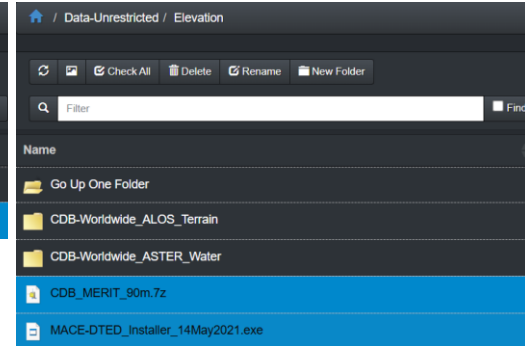 / Data-Unrestricted / Elevation
Check All Delete Rename New Folder
Filter Find
Name
Go Up One Folder
CDB-Worldwide_ALOS_Terrain
CDB-Worldwide_ASTER_Water
CDB_MERIT_90m.7z
MACE-DTED_Installer_14May2021.exe